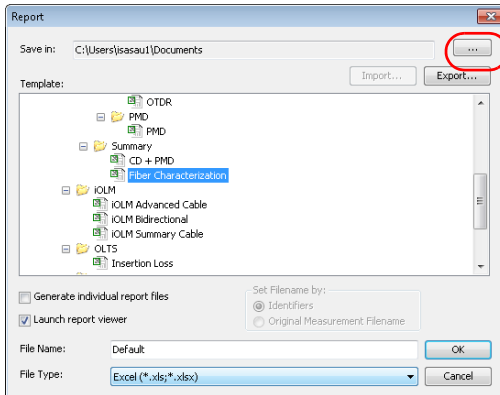 Report
Save in: C:\Users\isasau1\Documents ...
Import... Export...
Template:
OTDR
PMD
PMD
Summary
CD + PMD
Fiber Characterization
iOLM
iOLM Advanced Cable
iOLM Bidirectional
iOLM Summary Cable
OLTS
Insertion Loss
Generate individual report files
Launch report viewer
Set Filename by:
Identifiers
Original Measurement Filename
File Name: Default OK
File Type: Excel (*.xls;*.xlsx) Cancel